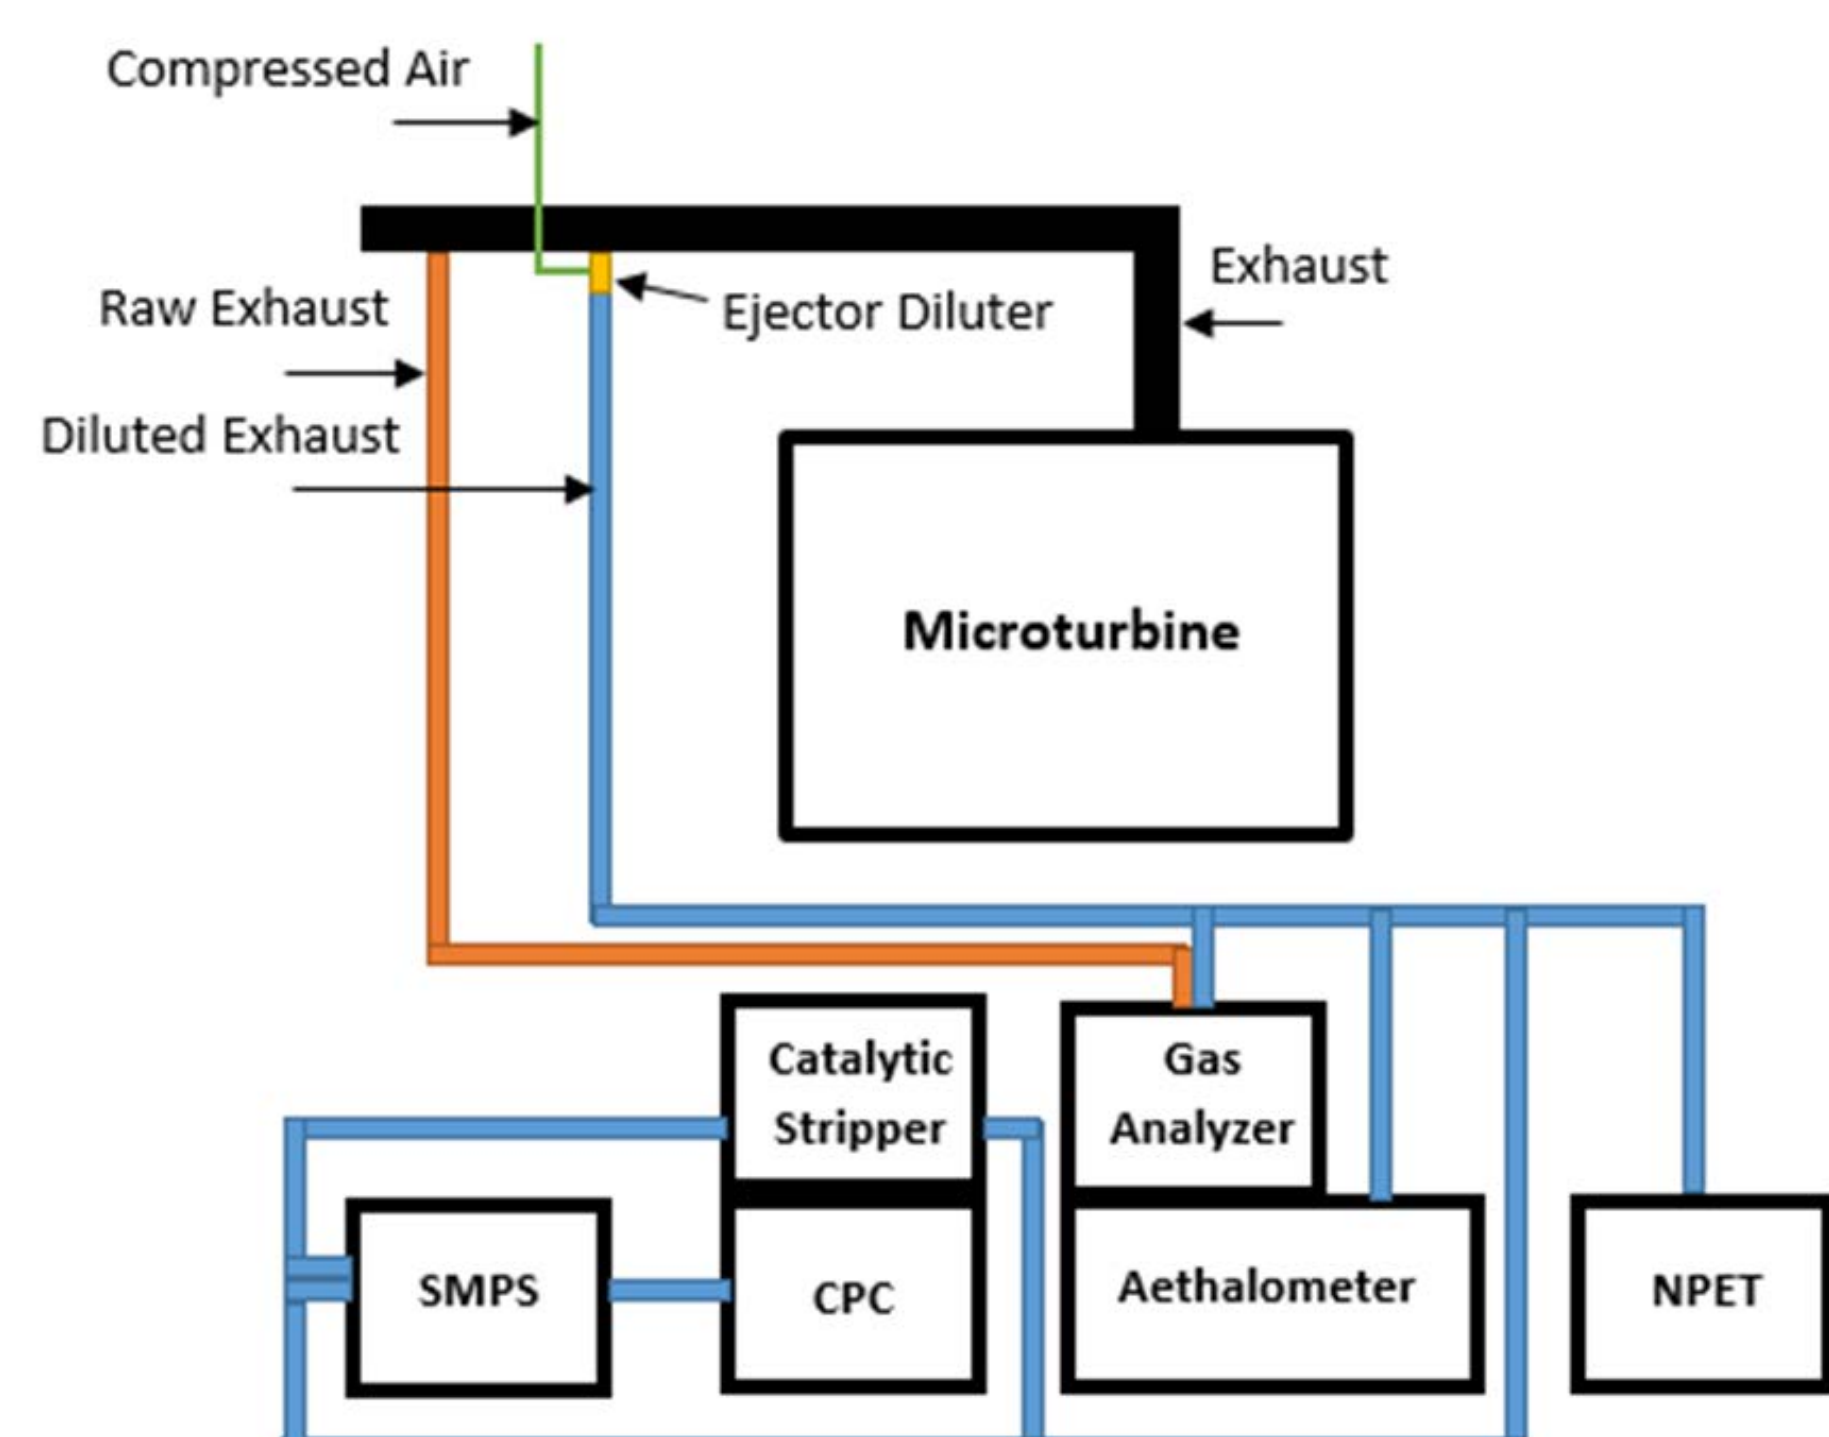 Compressed Air
Exhaust
Raw Exhaust
Ejector Diluter
Diluted Exhaust
Microturbine
Catalytic
Stripper
Gas
Analyzer
SMPS
CPC
Aethalometer
NPET